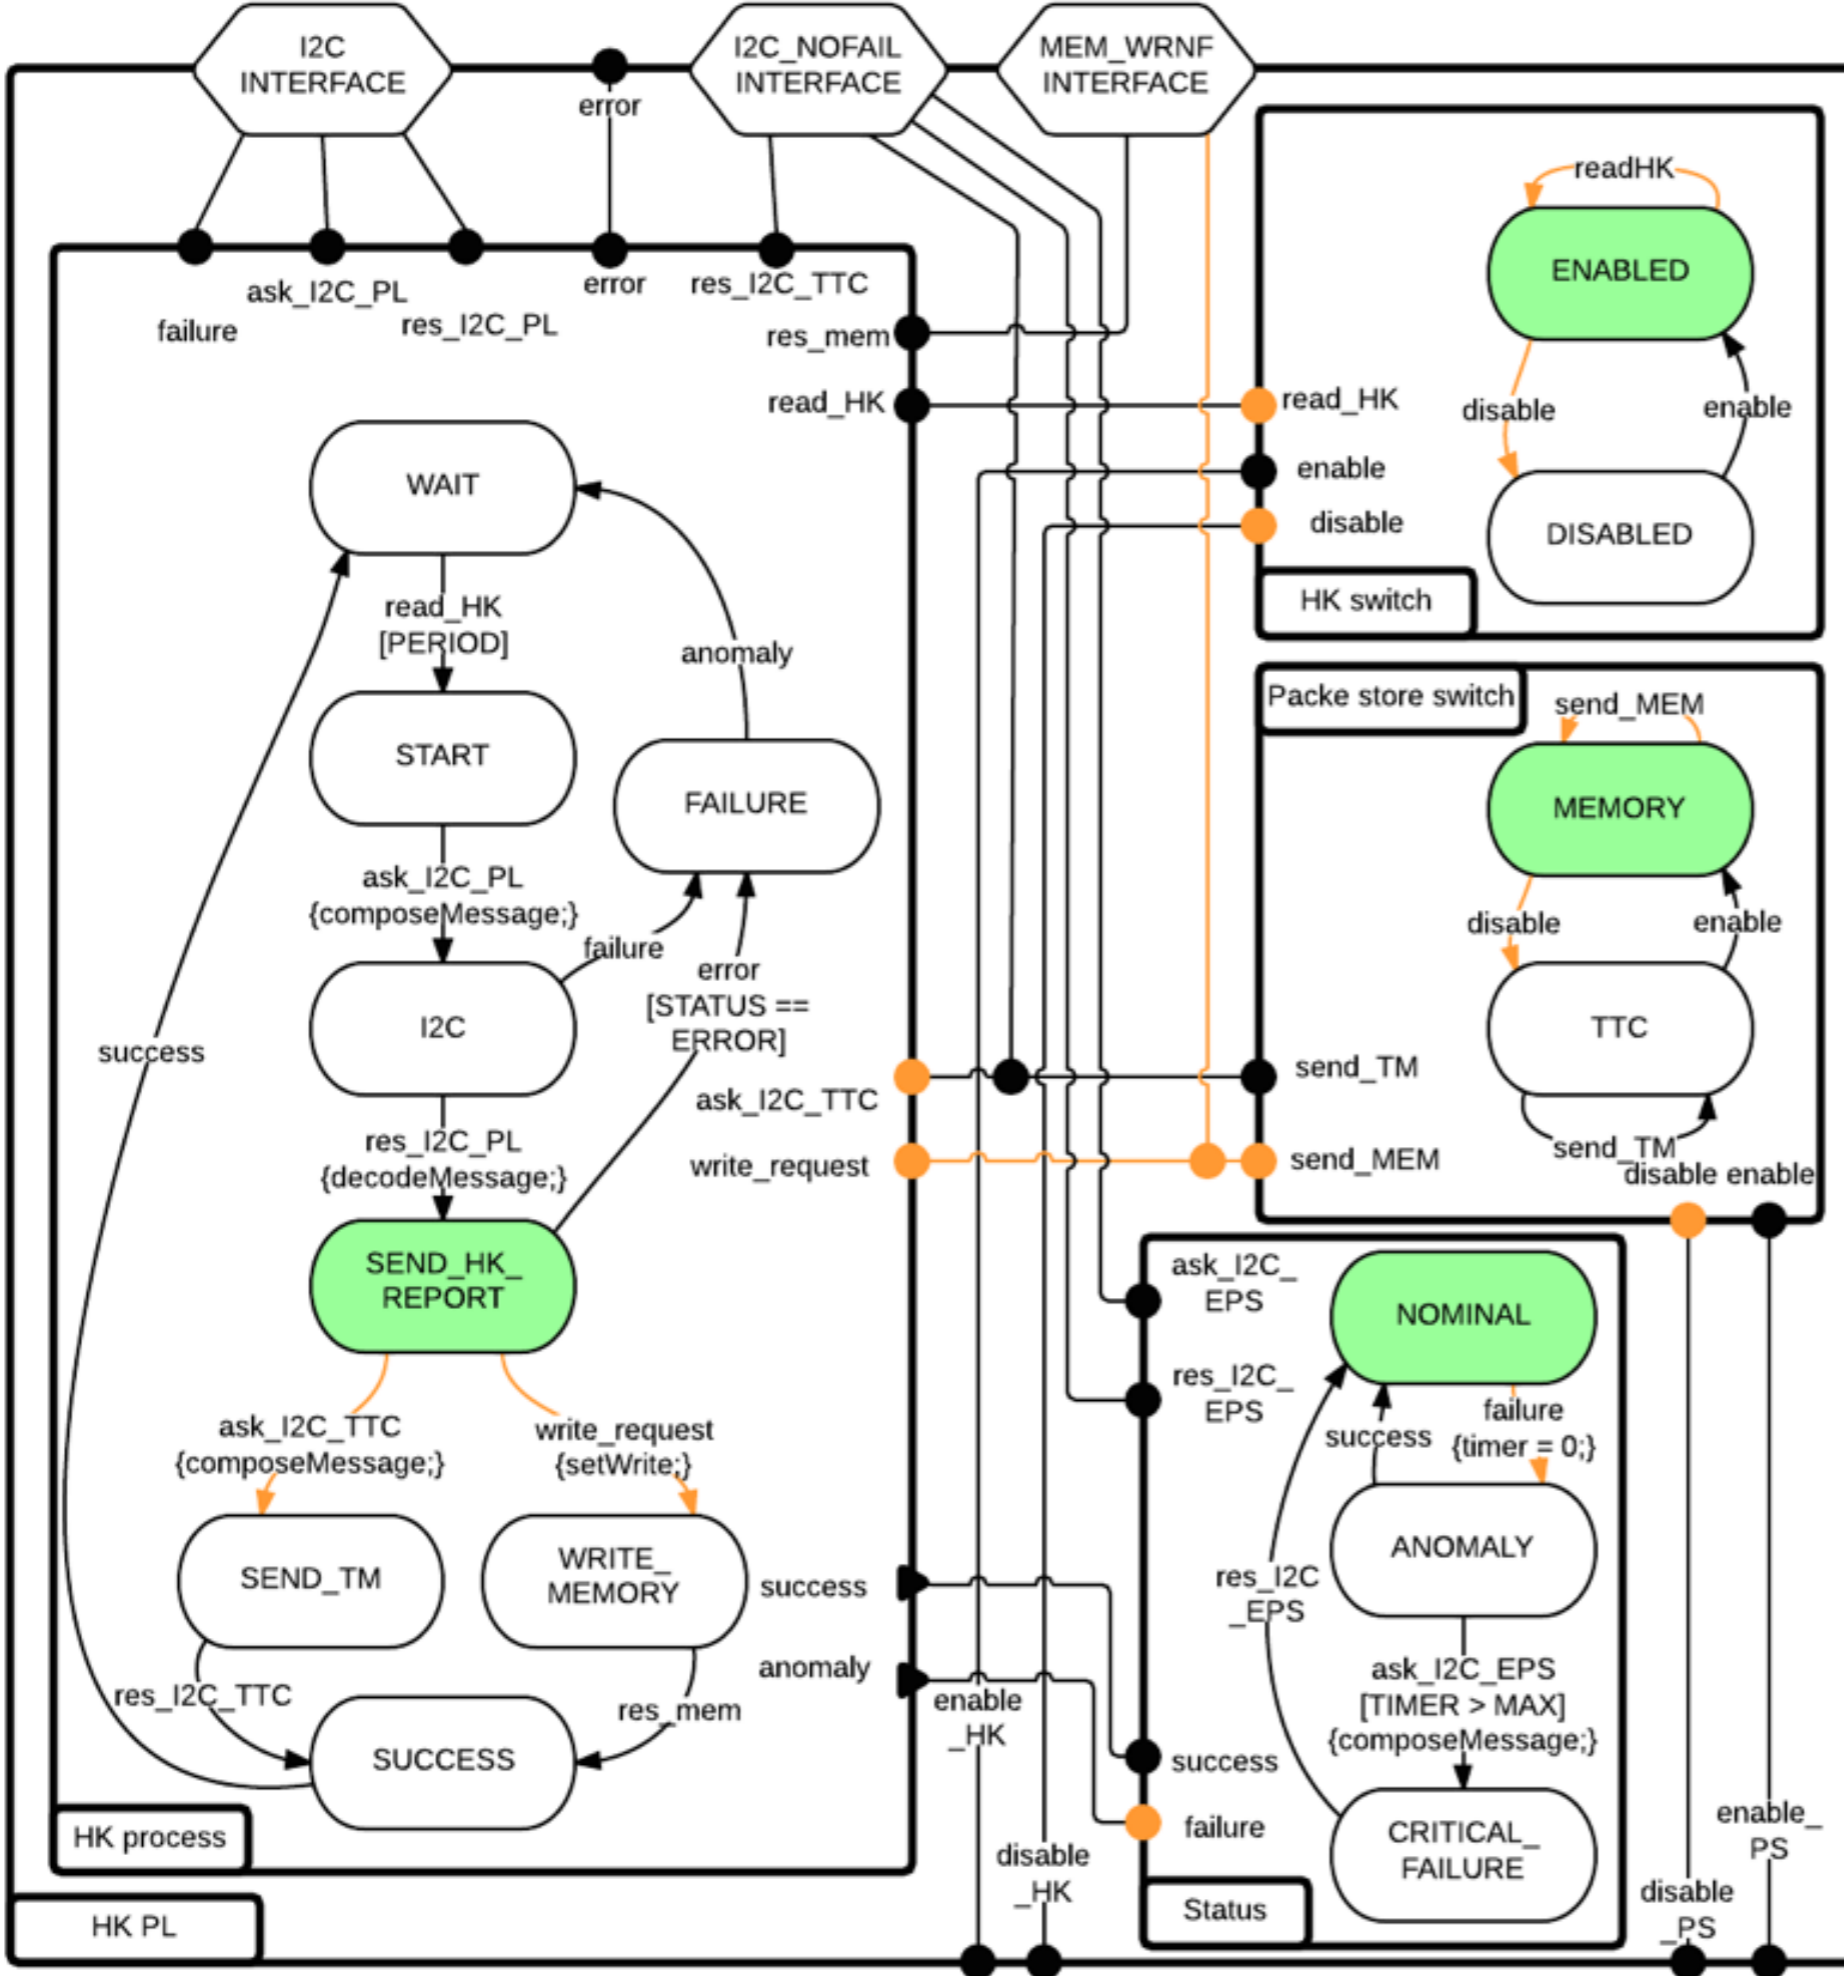 I2C
INTERFACE
error
I2C_NOFAIL
INTERFACE
MEM_WRNF
INTERFACE
failure
ask_I2C_PL
res_I2C_PL
error
res_I2C_TTC
res_mem
read_HK
WAIT
read_HK
[PERIOD]
START
anomaly
FAILURE
ask_I2C_PL
{composeMessage;}
failure
I2C
error
[STATUS ==
ERROR]
success
res_I2C_PL
{decodeMessage;}
ask_I2C_TTC
write_request
SEND_HK_
REPORT
ask_I2C_TTC
{composeMessage;}
write_request
{setWrite;}
SEND_TM
WRITE_
MEMORY
success
anomaly
res_I2C_TTC
res_mem
SUCCESS
HK process
HK PL
readHK
ENABLED
read_HK
disable
enable
enable
disable
DISABLED
HK switch
Packe store switch
send_MEM
MEMORY
disable
enable
TTC
send_TM
send_TM
send_MEM
disable
enable
ask_I2C_
EPS
res_I2C_
EPS
NOMINAL
success
failure
{timer = 0;}
ANOMALY
res_I2C
_EPS
ask_I2C_EPS
[TIMER > MAX]
{composeMessage;}
success
failure
CRITICAL_
FAILURE
Status
enable
_HK
disable
_HK
disable
_PS
enable_
PS